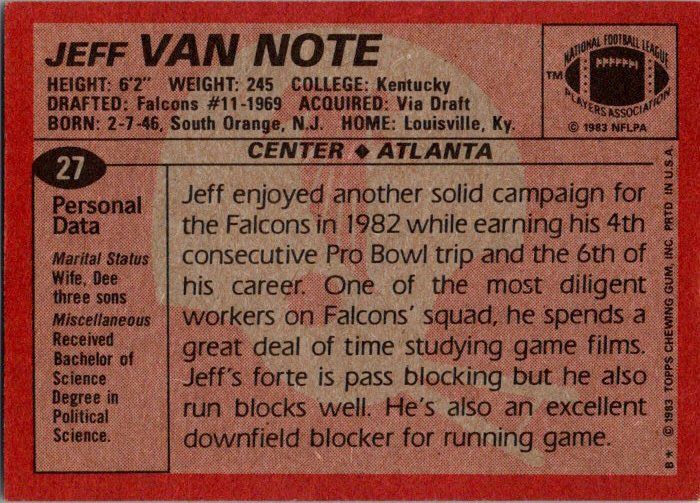 JEFF VAN NOTE
HEIGHT: 6'2" WEIGHT: 245 COLLEGE: Kentucky
DRAFTED: Falcons #11-1969 ACQUIRED: Via Draft
BORN: 2-7-46, South Orange, N.J. HOME: Louisville, Ky.
NATIONAL FOOTBALL LEAGUE
PLAYERS ASSOCIATION
TM
© 1983 NFLPA
CENTER ◆ ATLANTA
27
Personal
Data
Marital Status
Wife, Dee
three sons
Miscellaneous
Received
Bachelor of
Science
Degree in
Political
Science.
Jeff enjoyed another solid campaign for
the Falcons in 1982 while earning his 4th
consecutive Pro Bowl trip and the 6th of
his career. One of the most diligent
workers on Falcons' squad, he spends a
great deal of time studying game films.
Jeff's forte is pass blocking but he also
run blocks well. He's also an excellent
downfield blocker for running game.
B* © 1983 TOPPS CHEWING GUM, INC. PRTD IN U.S.A.